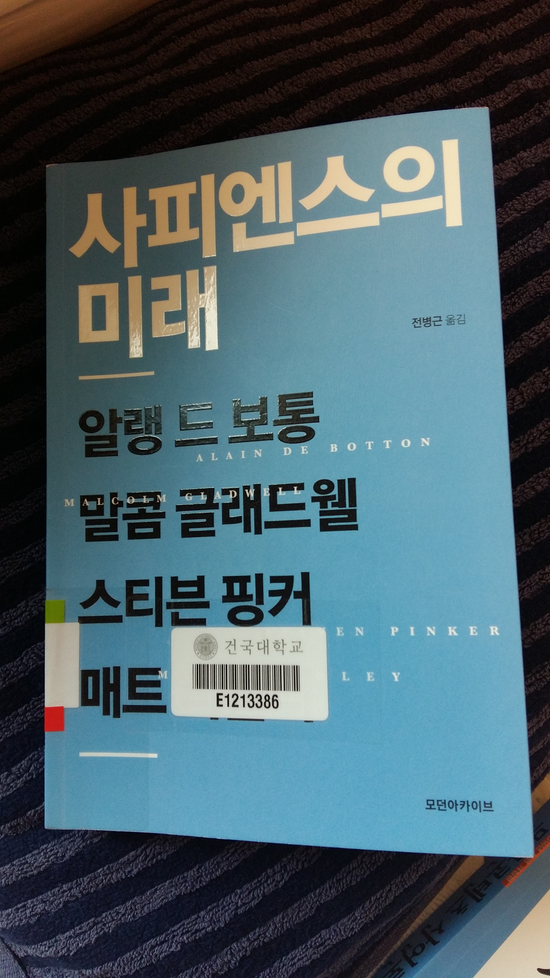 사피엔스의
미래
전병근 옮김
알랭 드 보통
ALAIN DE BOTTON
MALCOLM GLADWELL
말콤 글래드웰
스티븐 핑커
EN PINKER
건국대학교
매트
M LEY
E1213386
모던아카이브